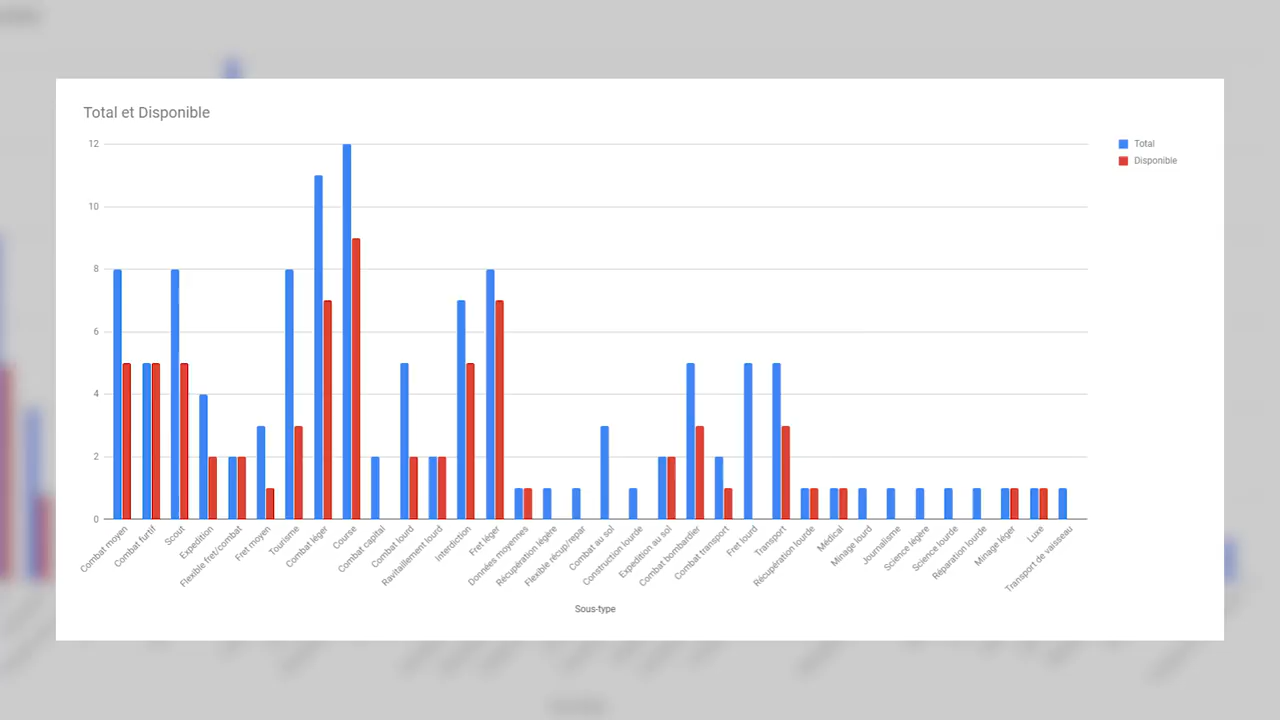 Total et Disponible
Total
Disponible
12
10
8
6
4
2
0
Combat moyen
Combat furtif
Scout
Expedition
Flexible fret/combat
Fret moyen
Tourisme
Combat léger
Course
Combat capital
Combat lourd
Ravitaillement lourd
Interdiction
Fret léger
Données moyennes
Récupération légère
Flexible récup/repar
Combat au sol
Construction lourde
Expedition au sol
Combat bombardier
Combat transport
Fret lourd
Transport
Récupération lourde
Médical
Minage lourd
Journalisme
Science légère
Science lourde
Réparation lourde
Minage léger
Luxe
Transport de vaisseau
Sous-type